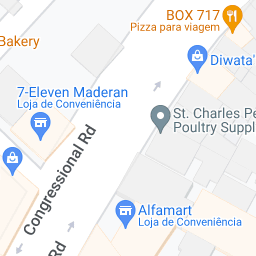 BOX 717
Pizza para viagem
Bakery
Diwata'
7-Eleven Maderan
Loja de Conveniência
St. Charles Pe
Poultry Suppl
Congressional Rd
Alfamart
Loja de Conveniência
Rd